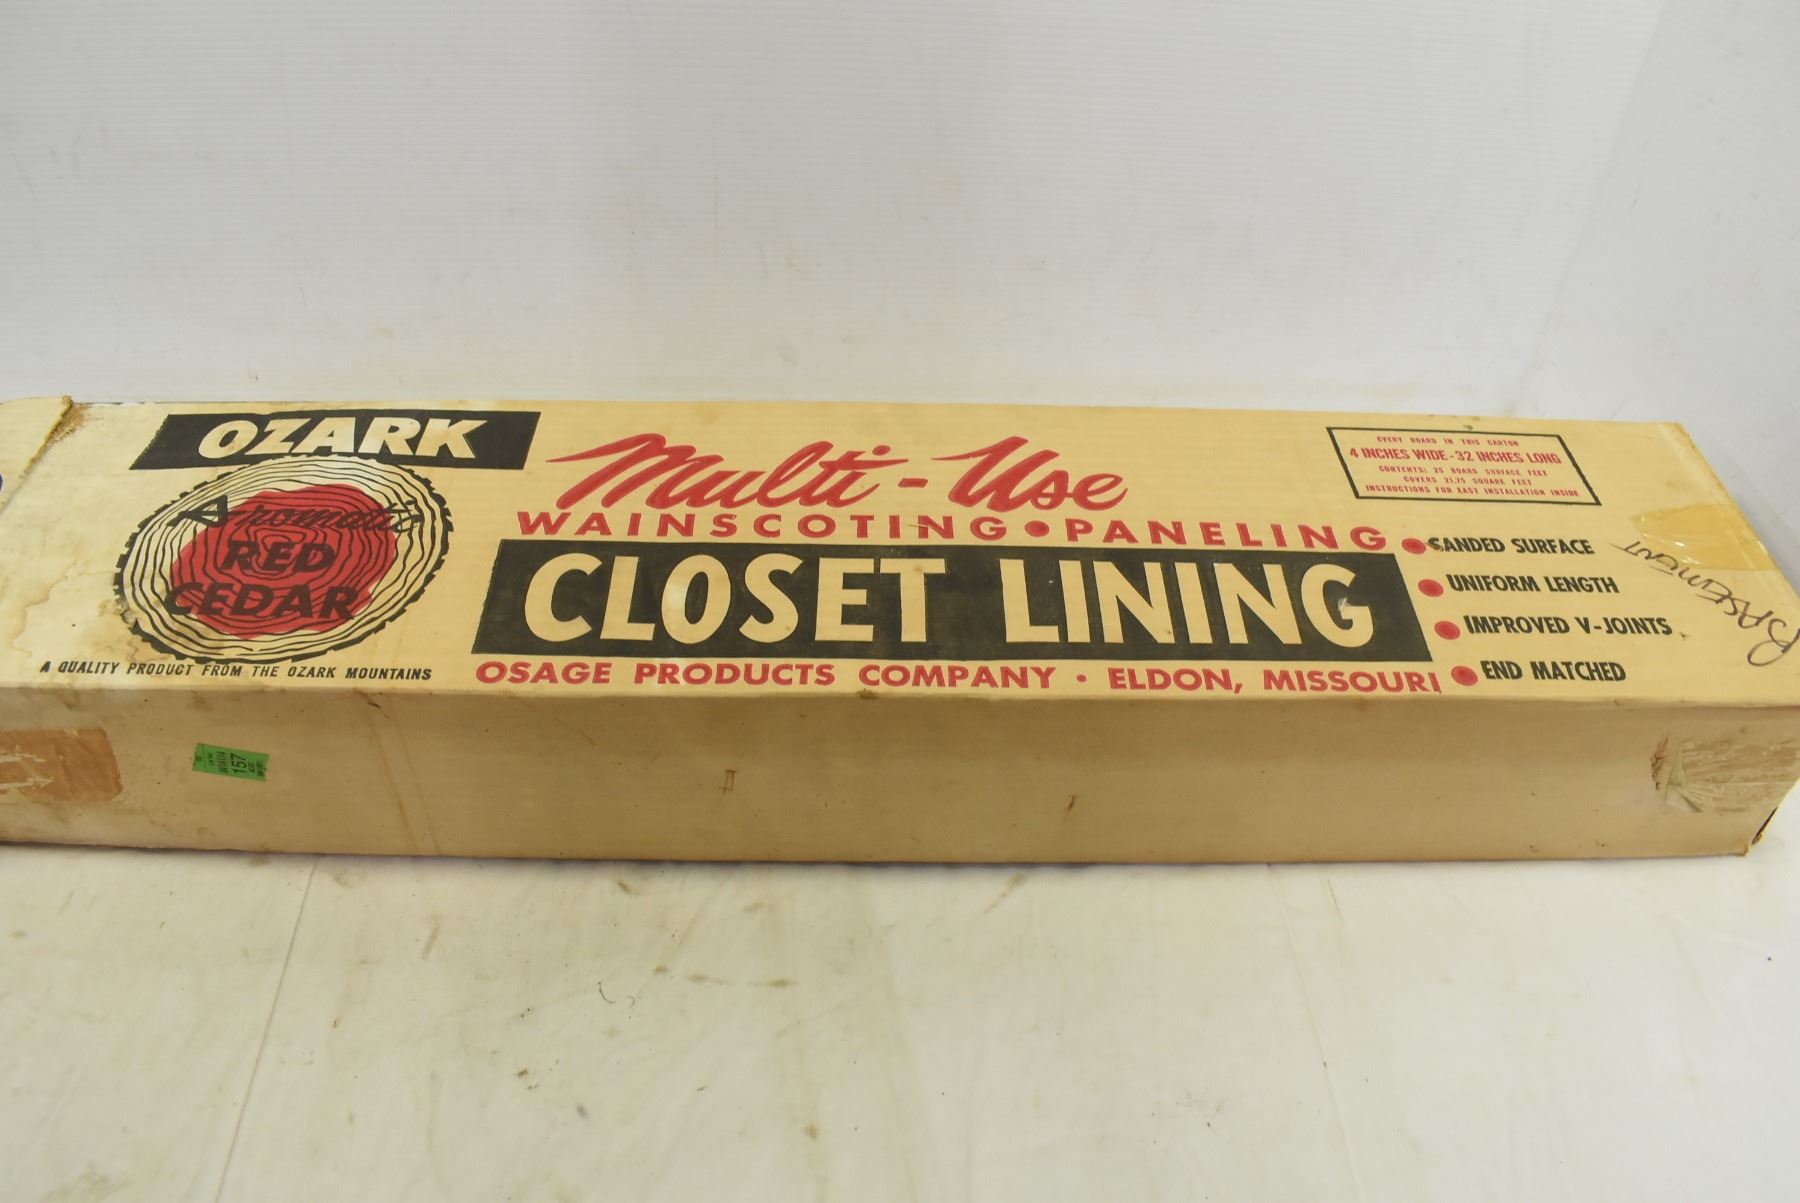 OZARK
Aromatic
RED
CEDAR
A QUALITY PRODUCT FROM THE OZARK MOUNTAINS
Multi-Use
WAINSCOTING • PANELING
CLOSET LINING
OSAGE PRODUCTS COMPANY • ELDON, MISSOURI
EVERY BOARD IN THIS CARTON
4 INCHES WIDE - 32 INCHES LONG
CONTENTS: 25 BOARD SURFACE FEET
COVERS 21.75 SQUARE FEET
INSTRUCTIONS FOR EASY INSTALLATION INSIDE
• SANDED SURFACE
• UNIFORM LENGTH
• IMPROVED V-JOINTS
• END MATCHED
BASEMENT
157